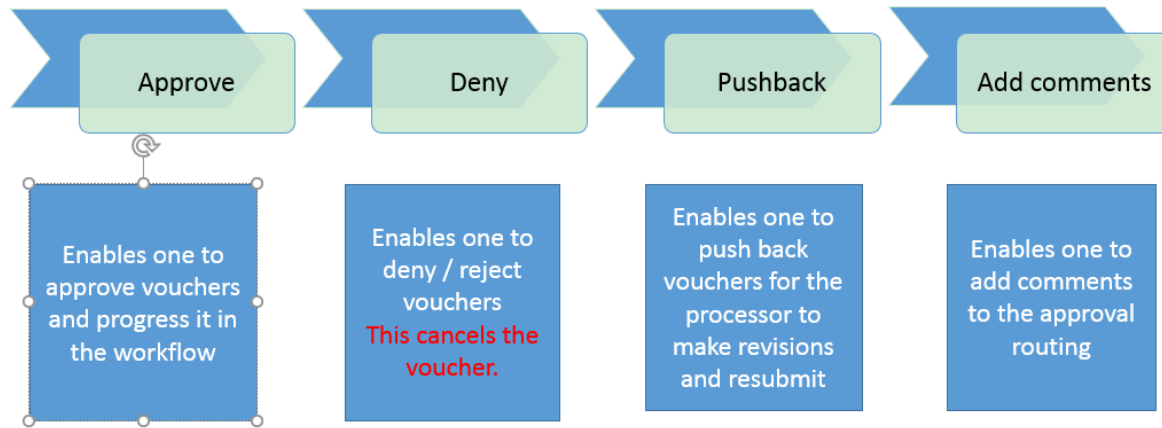 Approve
Deny
Pushback
Add comments
Enables one to
approve vouchers
and progress it in
the workflow
Enables one to
deny / reject
vouchers
This cancels the
voucher.
Enables one to
push back
vouchers for the
processor to
make revisions
and resubmit
Enables one to
add comments
to the approval
routing